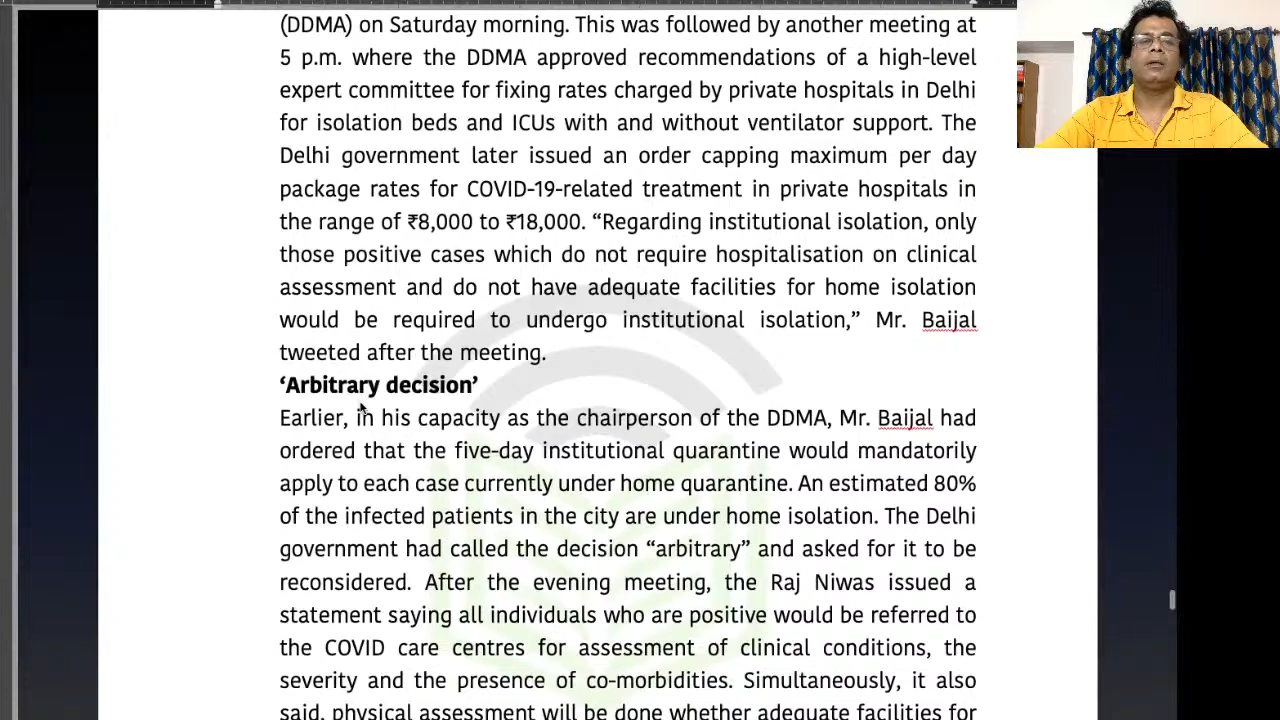 (DDMA) on Saturday morning. This was followed by another meeting at
5 p.m. where the DDMA approved recommendations of a high-level
expert committee for fixing rates charged by private hospitals in Delhi
for isolation beds and ICUs with and without ventilator support. The
Delhi government later issued an order capping maximum per day
package rates for COVID-19-related treatment in private hospitals in
the range of ₹8,000 to ₹18,000. “Regarding institutional isolation, only
those positive cases which do not require hospitalisation on clinical
assessment and do not have adequate facilities for home isolation
would be required to undergo institutional isolation,” Mr. Baijal
tweeted after the meeting.
‘Arbitrary decision’
Earlier, in his capacity as the chairperson of the DDMA, Mr. Baijal had
ordered that the five-day institutional quarantine would mandatorily
apply to each case currently under home quarantine. An estimated 80%
of the infected patients in the city are under home isolation. The Delhi
government had called the decision “arbitrary” and asked for it to be
reconsidered. After the evening meeting, the Raj Niwas issued a
statement saying all individuals who are positive would be referred to
the COVID care centres for assessment of clinical conditions, the
severity and the presence of co-morbidities. Simultaneously, it also
said, physical assessment will be done whether adequate facilities for